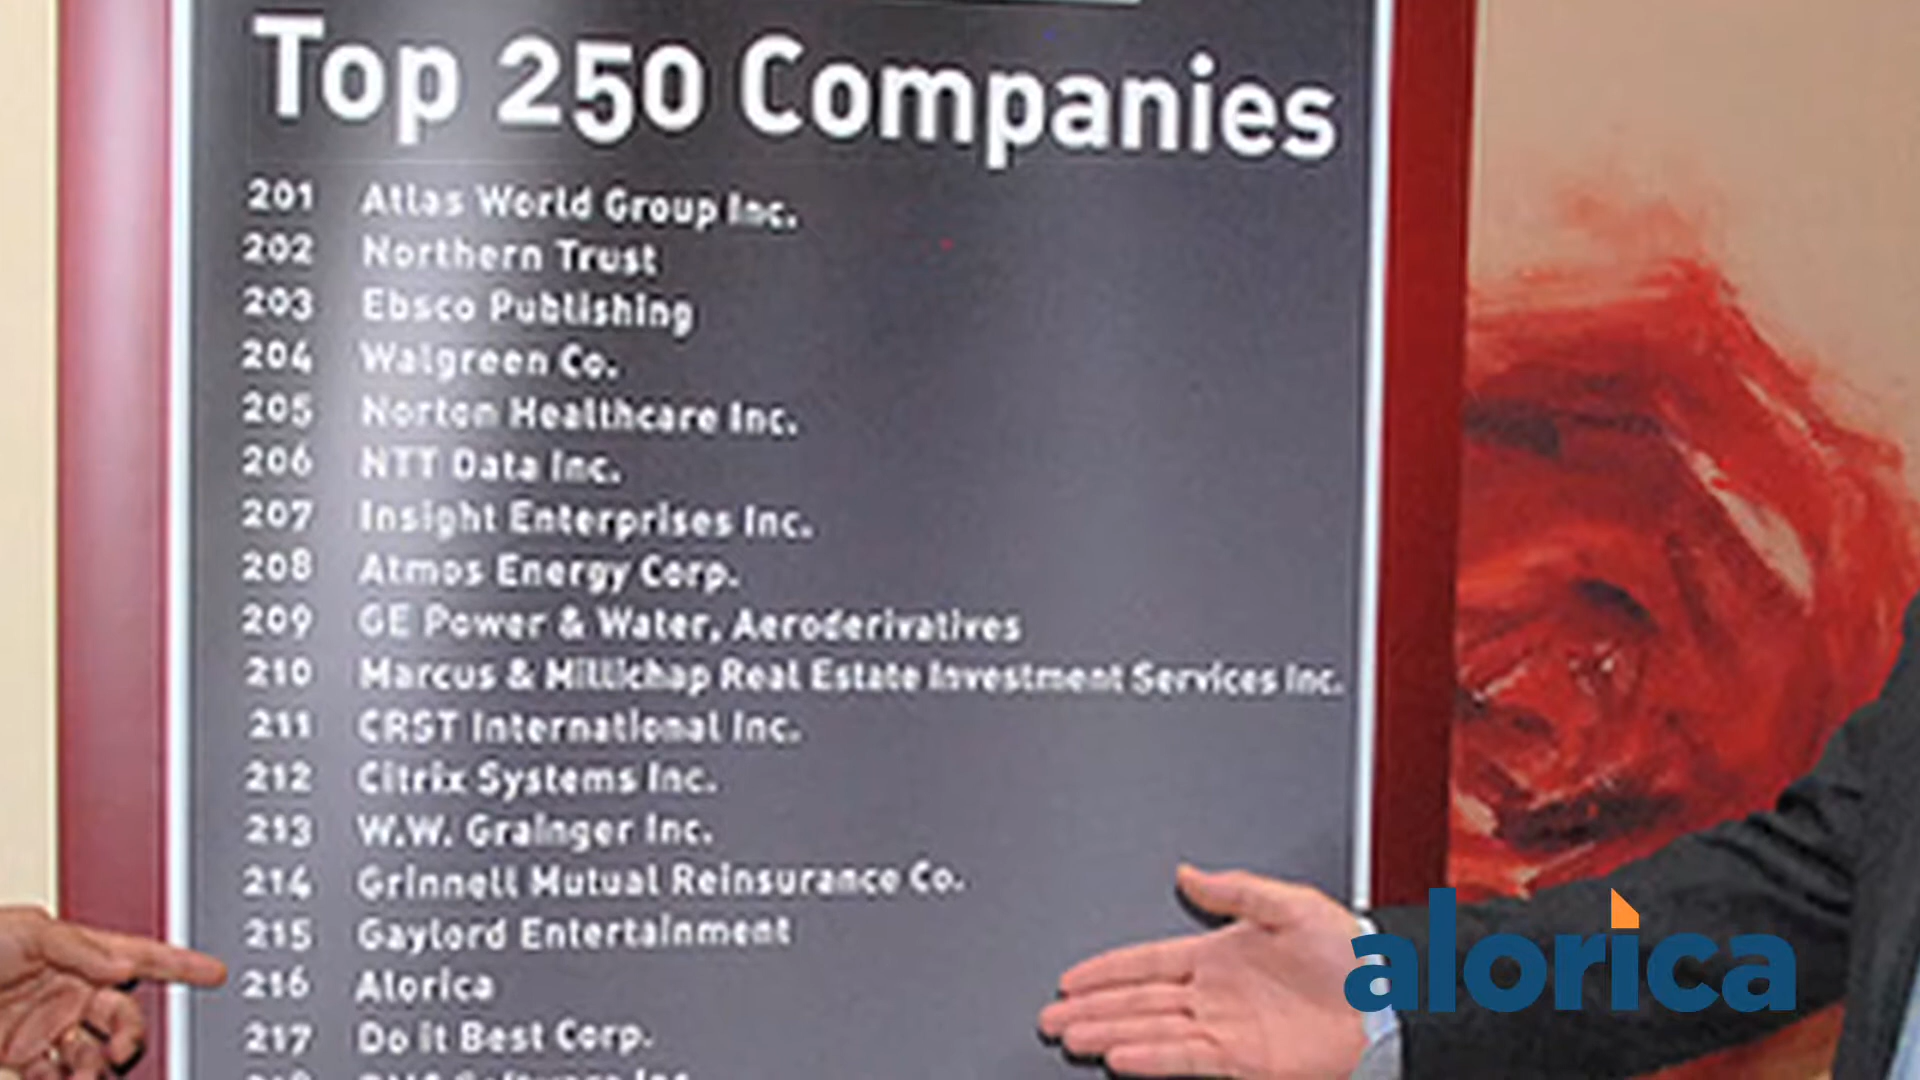 Top 250 Companies
201 Atlas World Group Inc.
202 Northern Trust
203 Ebsco Publishing
204 Walgreen Co.
205 Norton Healthcare Inc.
206 NTT Data Inc.
207 Insight Enterprises Inc.
208 Atmos Energy Corp.
209 GE Power & Water, Aeroderivatives
210 Marcus & Millichap Real Estate Investment Services Inc.
211 CRST International Inc.
212 Citrix Systems Inc.
213 W.W. Grainger Inc.
214 Grinnell Mutual Reinsurance Co.
215 Gaylord Entertainment
216 Alorica
217 Do it Best Corp.
alorica